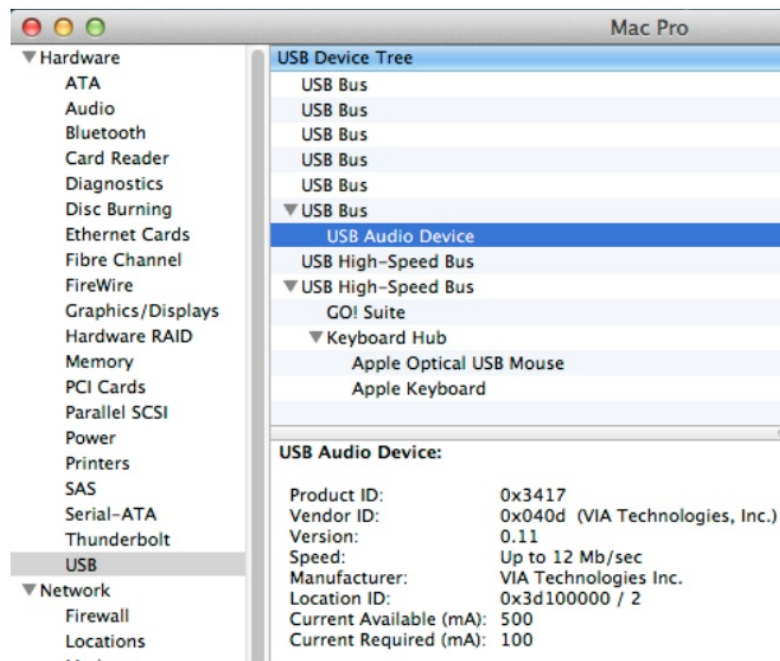 Mac Pro
Hardware
ATA
Audio
Bluetooth
Card Reader
Diagnostics
Disc Burning
Ethernet Cards
Fibre Channel
FireWire
Graphics/Displays
Hardware RAID
Memory
PCI Cards
Parallel SCSI
Power
Printers
SAS
Serial-ATA
Thunderbolt
USB
Network
Firewall
Locations
USB Device Tree
USB Bus
USB Bus
USB Bus
USB Bus
USB Bus
USB Bus
USB Audio Device
USB High-Speed Bus
USB High-Speed Bus
GO! Suite
Keyboard Hub
Apple Optical USB Mouse
Apple Keyboard
USB Audio Device:
Product ID: 0x3417
Vendor ID: 0x040d (VIA Technologies, Inc.)
Version: 0.11
Speed: Up to 12 Mb/sec
Manufacturer: VIA Technologies Inc.
Location ID: 0x3d100000 / 2
Current Available (mA): 500
Current Required (mA): 100